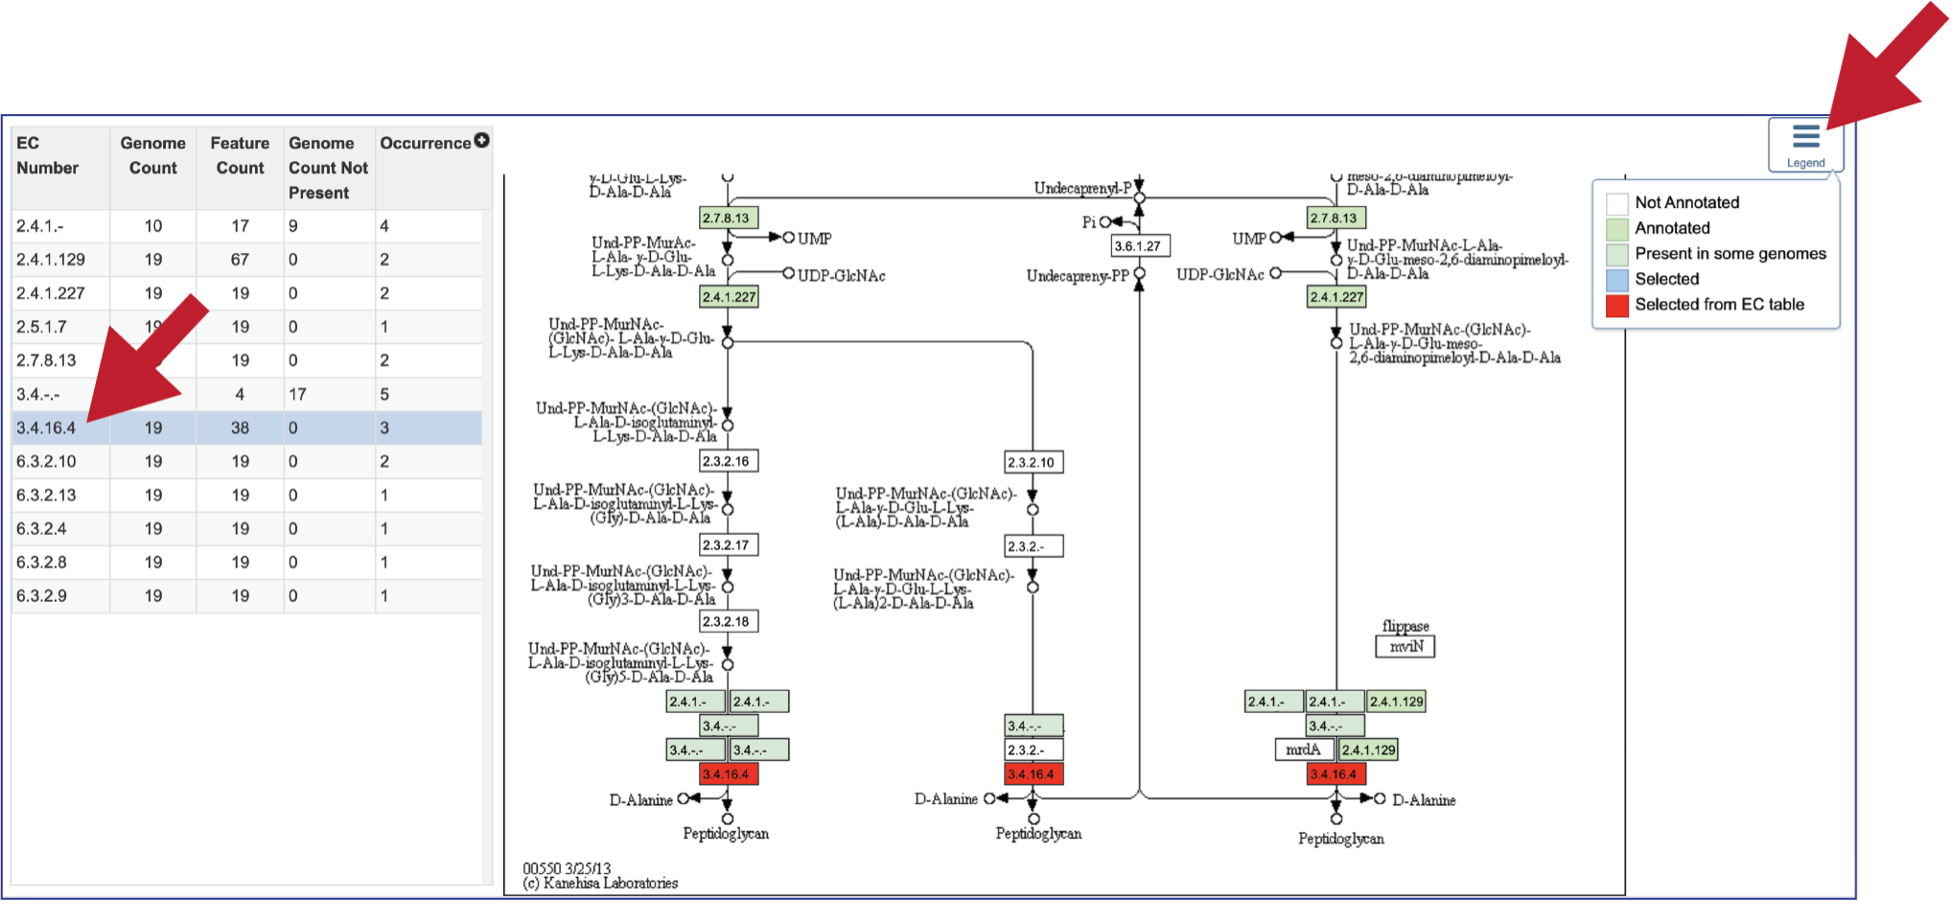 EC Number
Genome Count
Feature Count
Genome Count Not Present
Occurrence
2.4.1.- 10 17 9 4
2.4.1.129 19 67 0 2
2.4.1.227 19 19 0 2
2.5.1.7 19 19 0 1
2.7.8.13 19 0 2
3.4.-.- 4 17 5
3.4.16.4 19 38 0 3
6.3.2.10 19 19 0 2
6.3.2.13 19 19 0 1
6.3.2.4 19 19 0 1
6.3.2.8 19 19 0 1
6.3.2.9 19 19 0 1
γ-D-Glu-L-Lys-
D-Ala-D-Ala
2.7.8.13
UMP
Und-PP-MurAc-
L-Ala- γ-D-Glu-
L-Lys-D-Ala-D-Ala
UDP-GlcNAc
2.4.1.227
Und-PP-MurNAc-
(GlcNAc)- L-Ala-γ-D-Glu-
L-Lys-D-Ala-D-Ala
Und-PP-MurNAc-(GlcNAc)-
L-Ala-D-isoglutaminyl-
L-Lys-D-Ala-D-Ala
2.3.2.16
Und-PP-MurNAc-(GlcNAc)-
L-Ala-D-isoglutaminyl-L-Lys-
(Gly)-D-Ala-D-Ala
2.3.2.17
Und-PP-MurNAc-(GlcNAc)-
L-Ala-D-isoglutaminyl-L-Lys-
(Gly)3-D-Ala-D-Ala
2.3.2.18
Und-PP-MurNAc-(GlcNAc)-
L-Ala-D-isoglutaminyl-L-Lys-
(Gly)5-D-Ala-D-Ala
2.4.1.- 2.4.1.-
3.4.-.-
3.4.-.- 3.4.-.-
3.4.16.4
D-Alanine
Peptidoglycan
2.3.2.10
Und-PP-MurNAc-(GlcNAc)-
L-Ala-γ-D-Glu-L-Lys-
(L-Ala)-D-Ala-D-Ala
2.3.2.-
Und-PP-MurNAc-(GlcNAc)-
L-Ala-γ-D-Glu-L-Lys-
(L-Ala)2-D-Ala-D-Ala
3.4.-.-
2.3.2.-
3.4.16.4
D-Alanine
Peptidoglycan
Undecaprenyl-P
Pi
3.6.1.27
Undecapreny-PP
meso-2,6-diaminopimeloyl-
D-Ala-D-Ala
2.7.8.13
UMP
Und-PP-MurNAc-L-Ala-
γ-D-Glu-meso-2,6-diaminopimeloyl-
D-Ala-D-Ala
UDP-GlcNAc
2.4.1.227
Und-PP-MurNAc-(GlcNAc)-
L-Ala-γ-D-Glu-meso-
2,6-diaminopimeloyl-D-Ala-D-Ala
flippase
mviN
2.4.1.- 2.4.1.- 2.4.1.129
3.4.-.-
mrdA 2.4.1.129
3.4.16.4
D-Alanine
Peptidoglycan
00550 3/25/13
(c) Kanehisa Laboratories
Legend
Not Annotated
Annotated
Present in some genomes
Selected
Selected from EC table